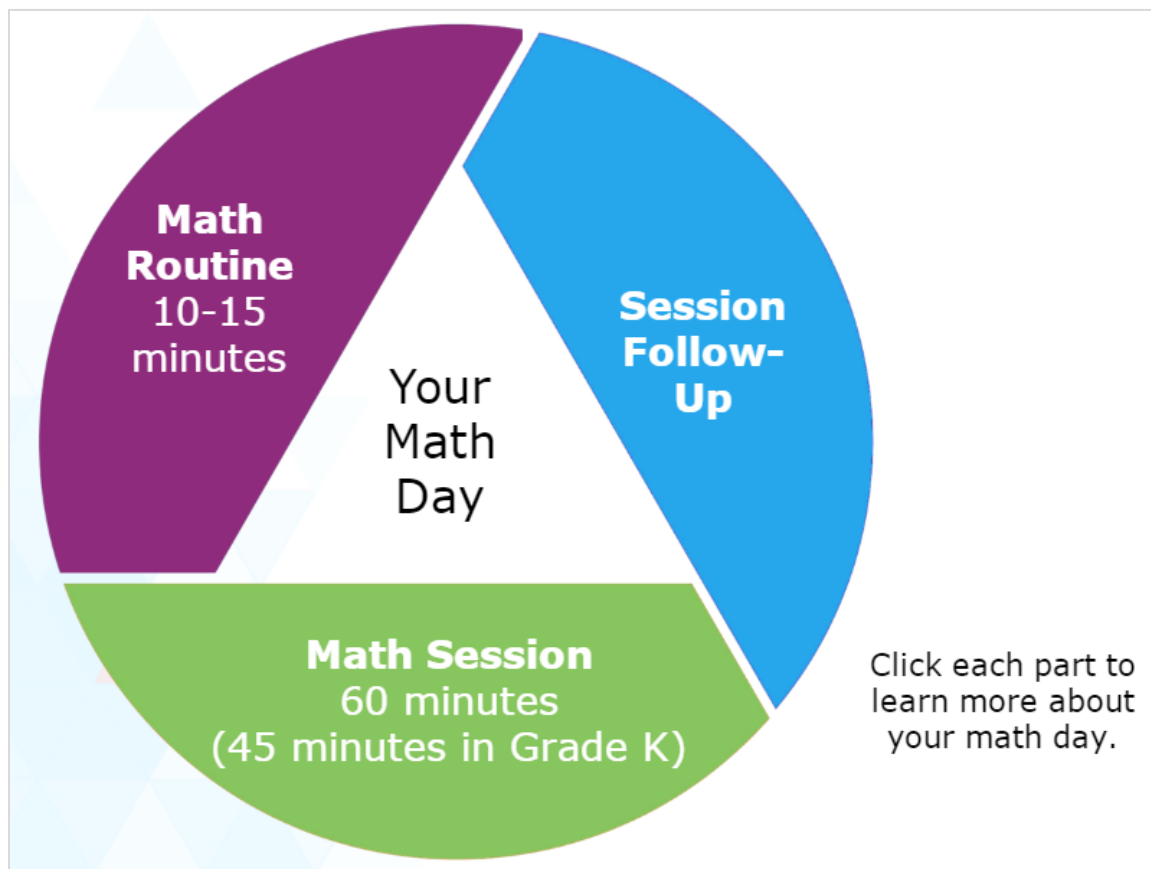 Math
Routine
10-15
minutes
Session
Follow-
Up
Your
Math
Day
Math Session
60 minutes
(45 minutes in Grade K)
Click each part to
learn more about
your math day.